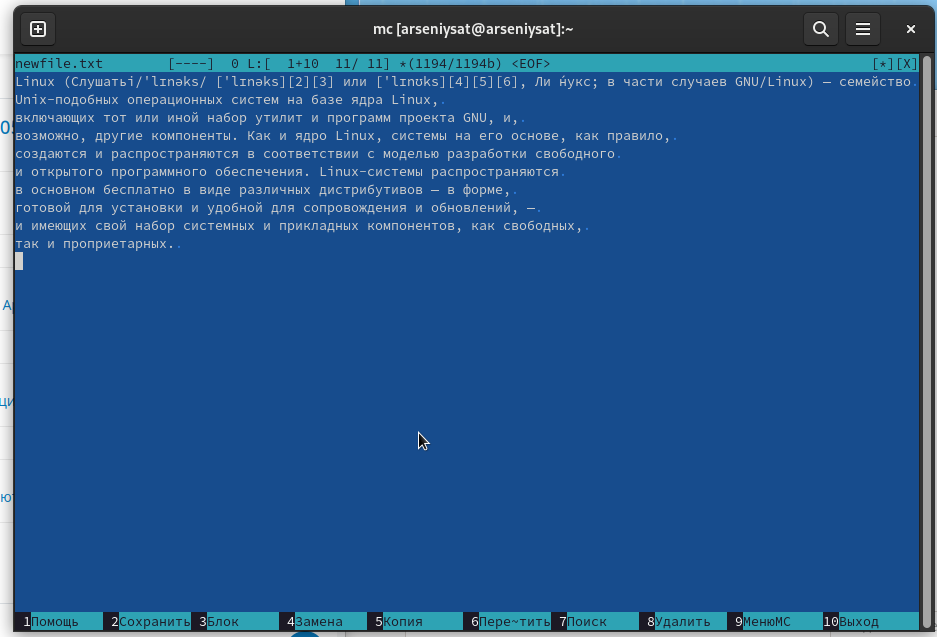 mc [arseniysat@arseniysat]:~
newfile.txt [----] 0 L:[ 1+10 11/ 11] *(1194/1194b) <EOF> [*][X]
Linux (Слушатьi/ˈlɪnəks/ [ˈlɪnəks][2][3] или [ˈlɪnʊks][4][5][6], Ли́нукс; в части случаев GNU/Linux) — семейство
Unix-подобных операционных систем на базе ядра Linux,
включающих тот или иной набор утилит и программ проекта GNU, и,
возможно, другие компоненты. Как и ядро Linux, системы на его основе, как правило,
создаются и распространяются в соответствии с моделью разработки свободного
и открытого программного обеспечения. Linux-системы распространяются
в основном бесплатно в виде различных дистрибутивов — в форме,
готовой для установки и удобной для сопровождения и обновлений, —
и имеющих свой набор системных и прикладных компонентов, как свободных,
так и проприетарных.
1Помощь 2Сохранить 3Блок 4Замена 5Копия 6Пере~тить 7Поиск 8Удалить 9МенюMC 10Выход